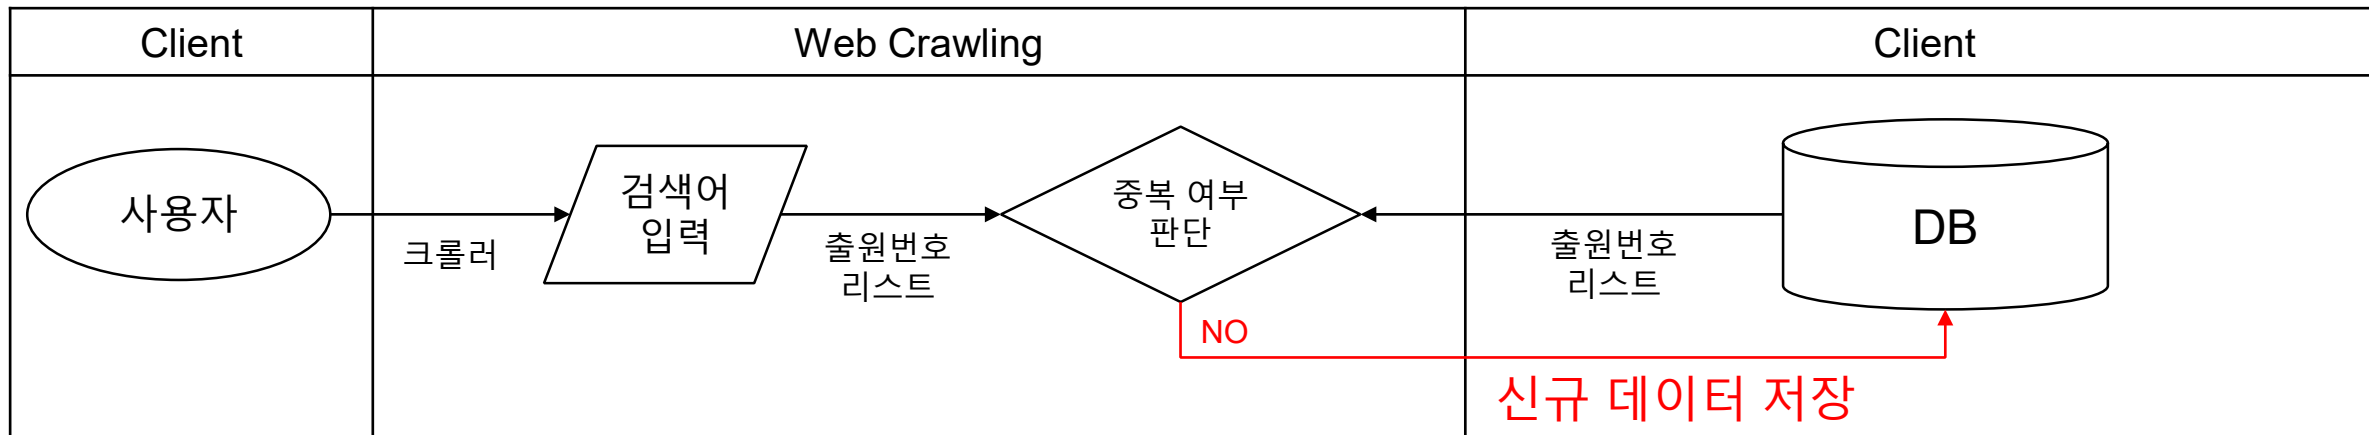 Client
Web Crawling
Client
사용자
크롤러
검색어
입력
출원번호
리스트
중복 여부
판단
출원번호
리스트
DB
NO
신규 데이터 저장